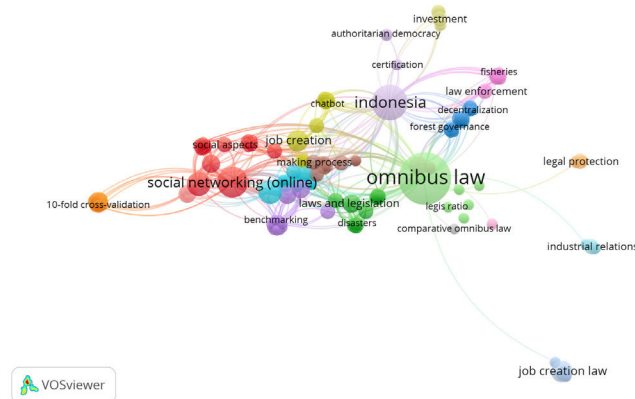 investment
authoritarian democracy
certification
fisheries
law enforcement
chatbot
indonesia
decentralization
forest governance
job creation
social aspects
making process
legal protection
omnibus law
social networking (online)
10-fold cross-validation
laws and legislation
legis ratio
benchmarking
disasters
comparative omnibus law
industrial relations
job creation law
VOSviewer